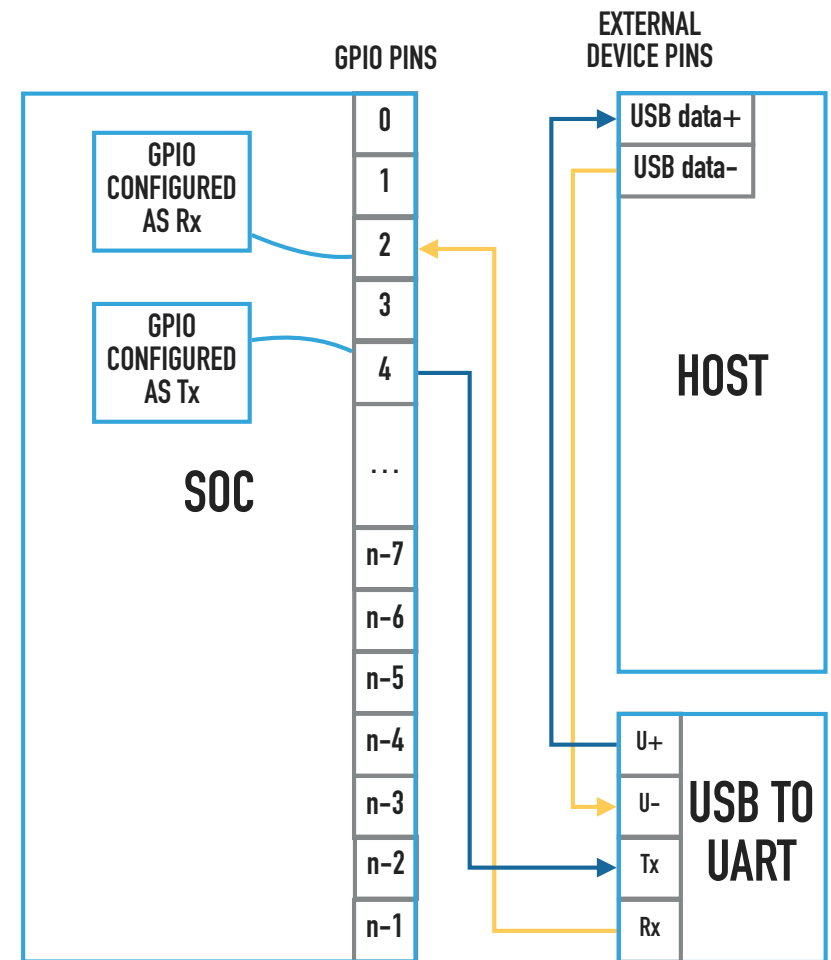 GPIO PINS
EXTERNAL
DEVICE PINS
GPIO
CONFIGURED
AS Rx
GPIO
CONFIGURED
AS Tx
SOC
0
1
2
3
4
...
n-7
n-6
n-5
n-4
n-3
n-2
n-1
USB data+
USB data-
HOST
U+
U-
Tx
Rx
USB TO
UART